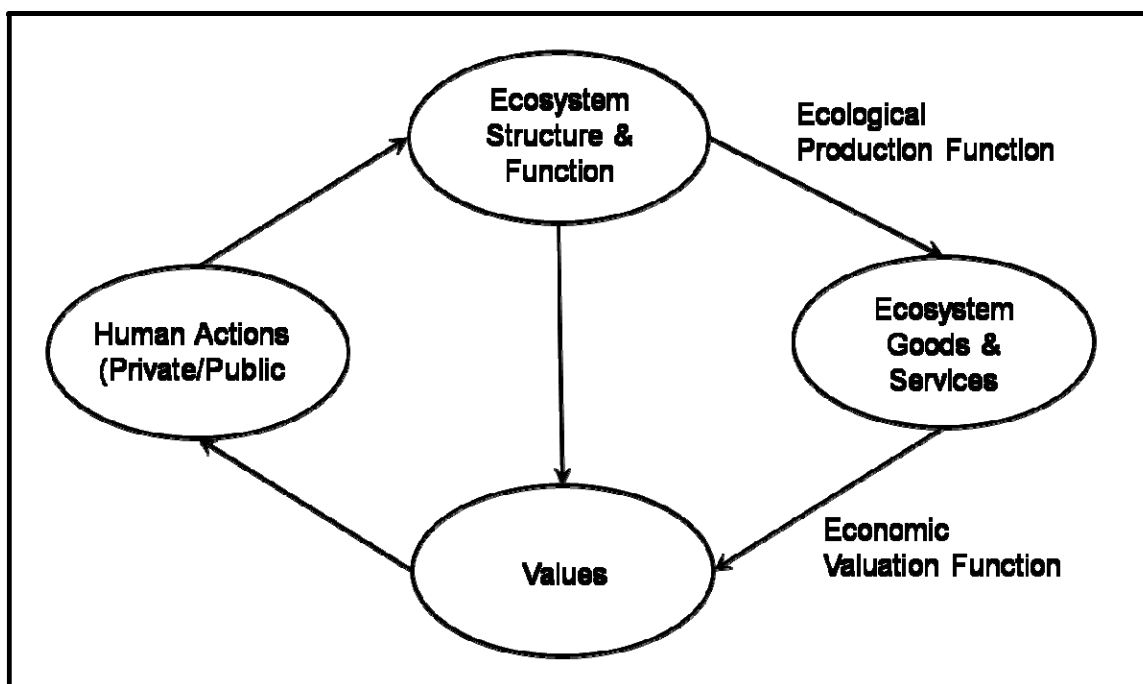 Ecosystem
Structure &
Function
Ecological
Production Function
Human Actions
(Private/Public
Ecosystem
Goods &
Services
Economic
Valuation Function
Values